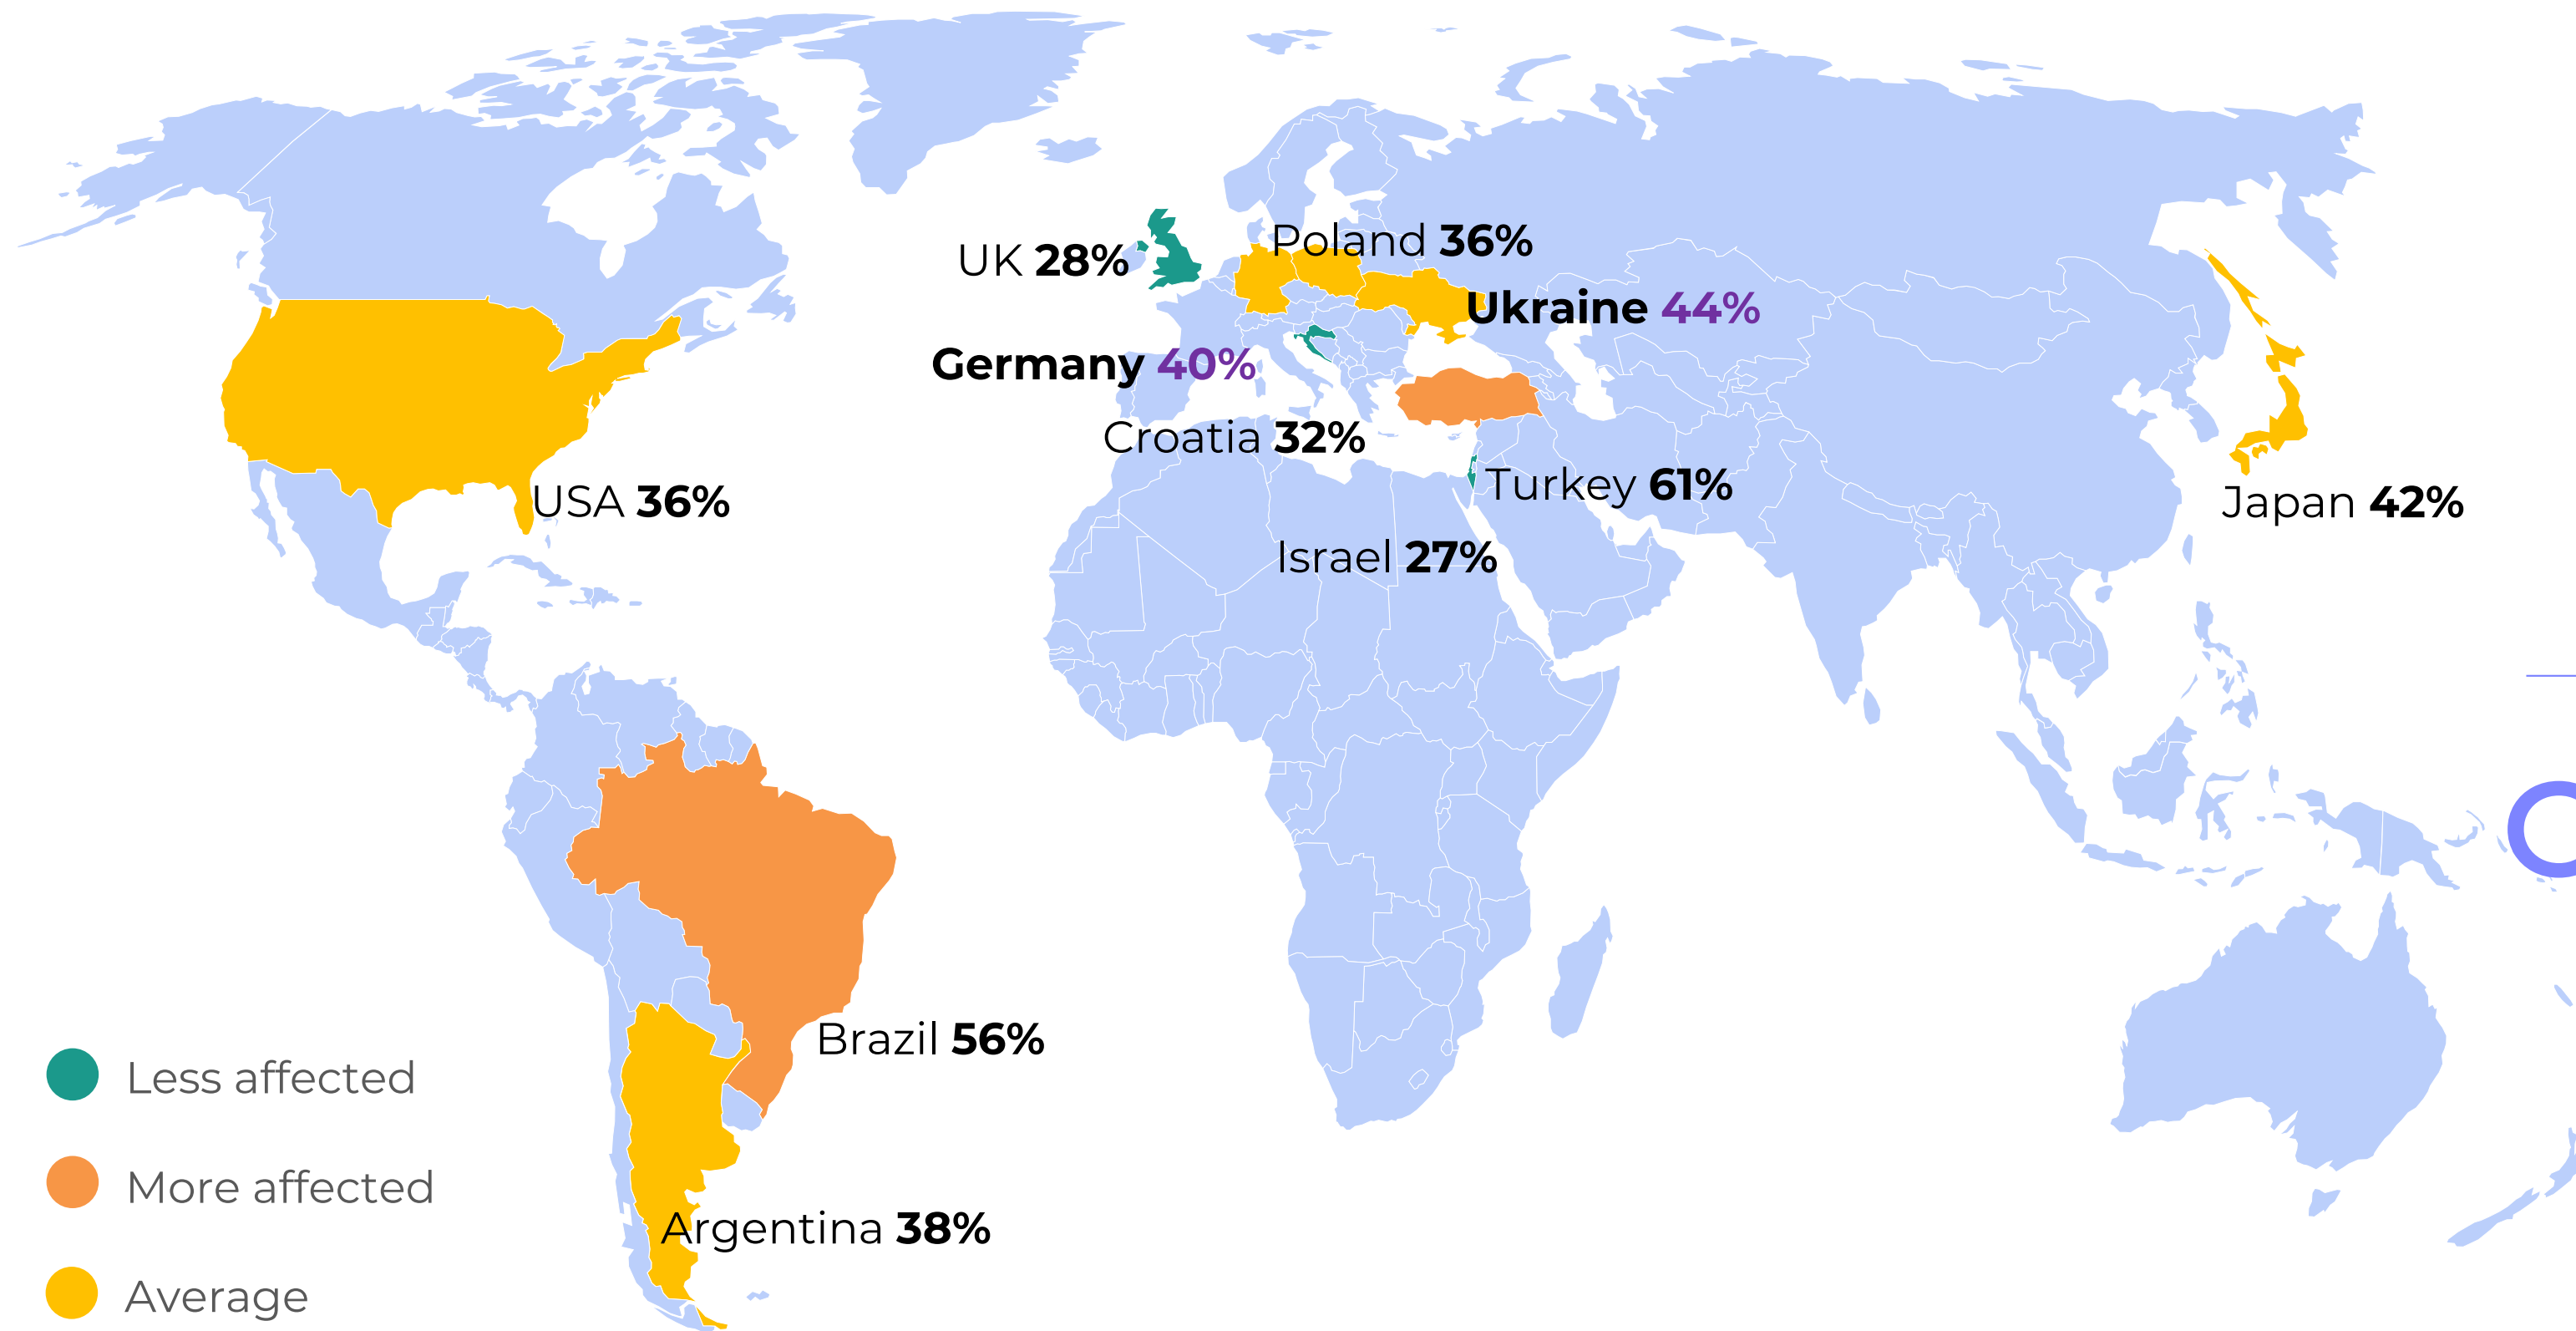 UK 28%
Poland 36%
Ukraine 44%
Germany 40%
Croatia 32%
Turkey 61%
USA 36%
Japan 42%
Israel 27%
Brazil 56%
Argentina 38%
Less affected
More affected
Average